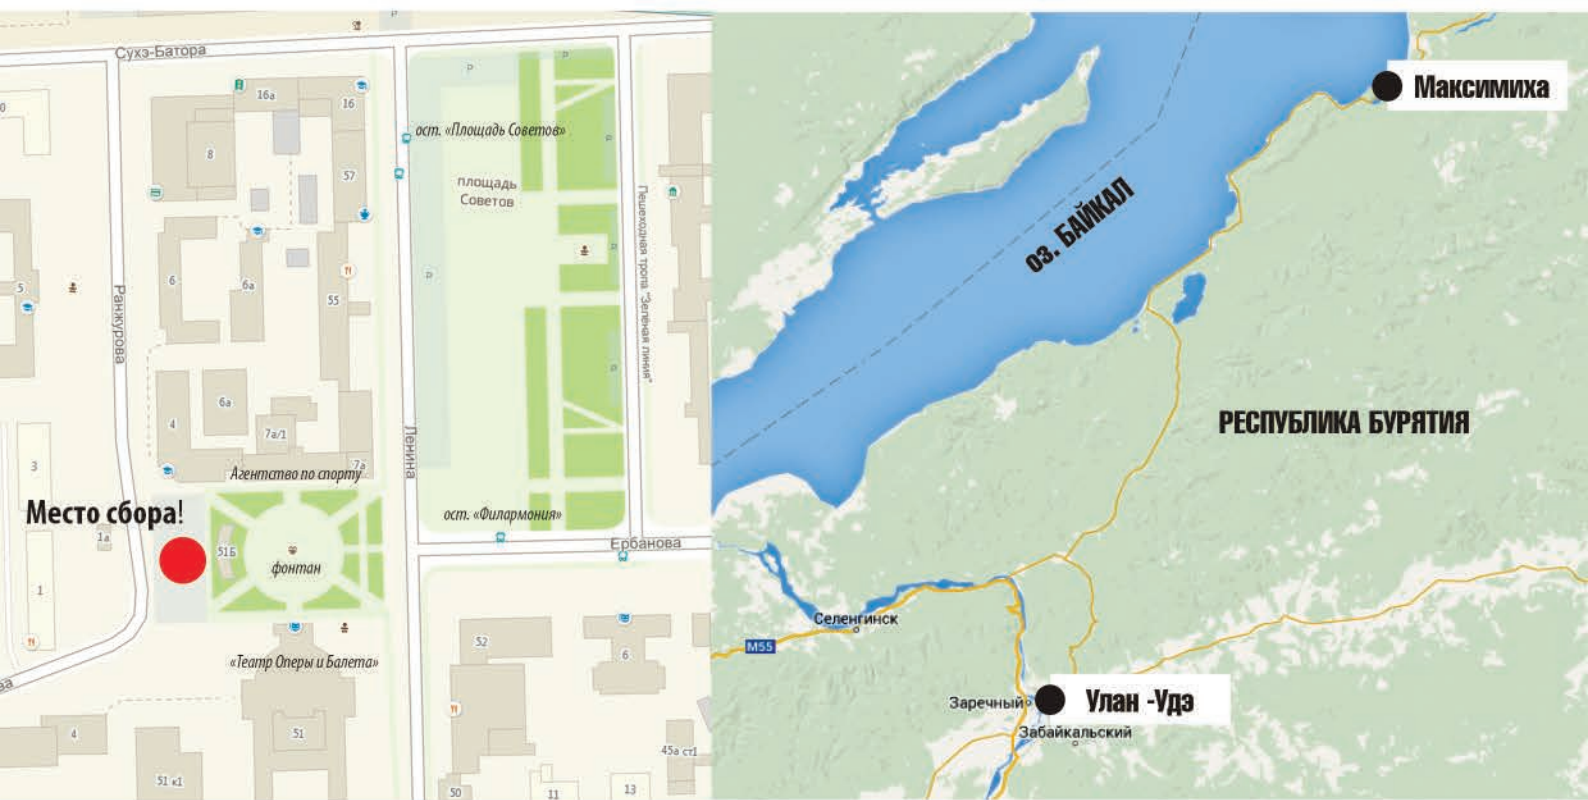 Сухэ-Батора
16а
16
8
57
ост. «Площадь Советов»
площадь
Советов
Пешеходная тропа "Зелёная линия"
Р
Р
Р
0
5
Ранжурова
6
6а
55
Ленина
4
6а
7а/1
7а
3
Агентство по спорту
Место сбора!
1а
51Б
фонтан
1
ост. «Филармония»
Ербанова
«Театр Оперы и Балета»
52
6
4
51
51 к1
45а ст1
50
11
13
ва
Максимиха
оз. БАЙКАЛ
РЕСПУБЛИКА БУРЯТИЯ
Селенгинск
М55
Заречный
Улан -Удэ
Забайкальский